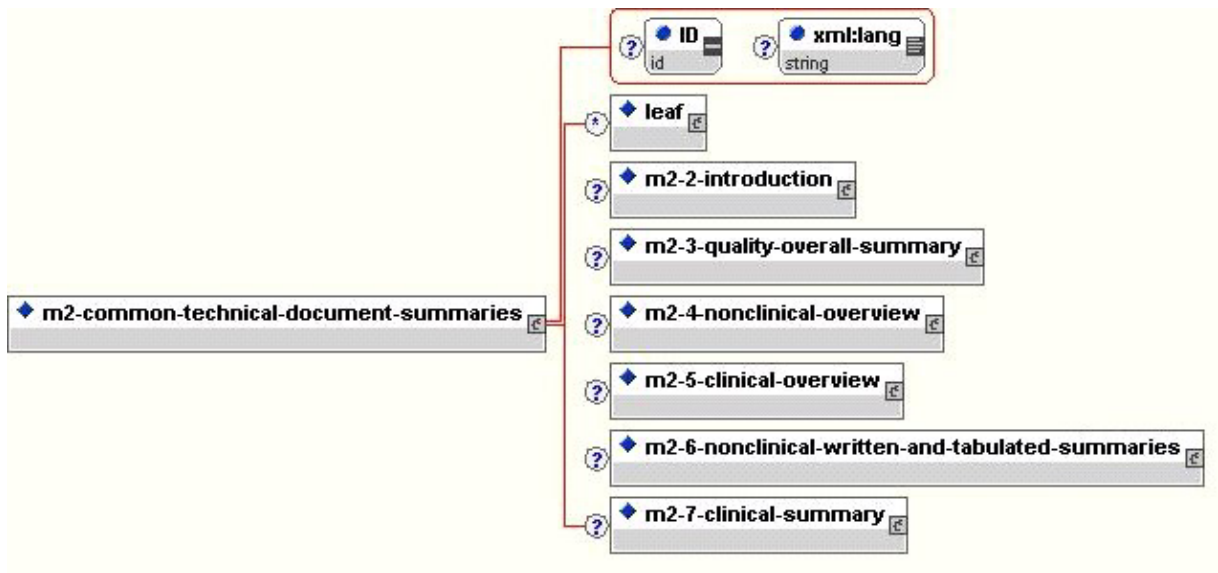 ? ID id ? xml:lang string
* leaf
? m2-2-introduction
? m2-3-quality-overall-summary
m2-common-technical-document-summaries
? m2-4-nonclinical-overview
? m2-5-clinical-overview
? m2-6-nonclinical-written-and-tabulated-summaries
? m2-7-clinical-summary